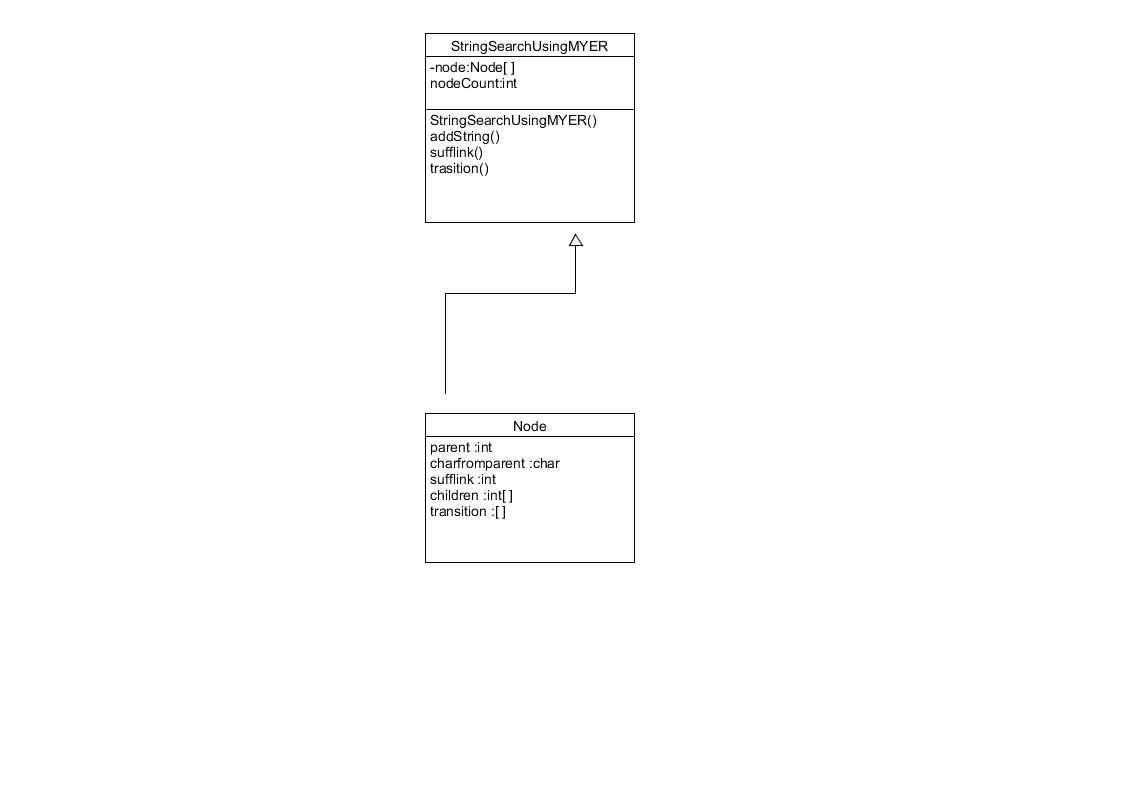 StringSearchUsingMYER
-node:Node[ ]
nodeCount:int
StringSearchUsingMYER()
addString()
sufflink()
trasition()
Node
parent :int
charfromparent :char
sufflink :int
children :int[ ]
transition :[ ]